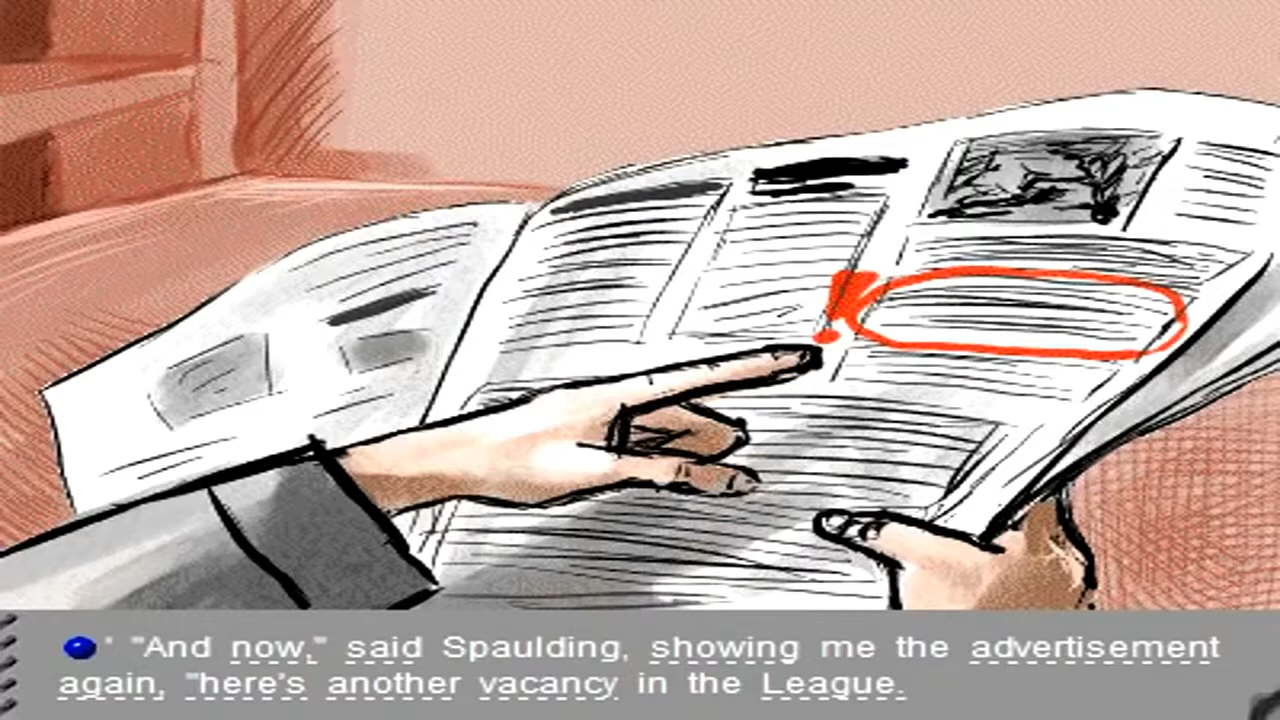 ' "And now," said Spaulding, showing me the advertisement
again, "here's another vacancy in the League.